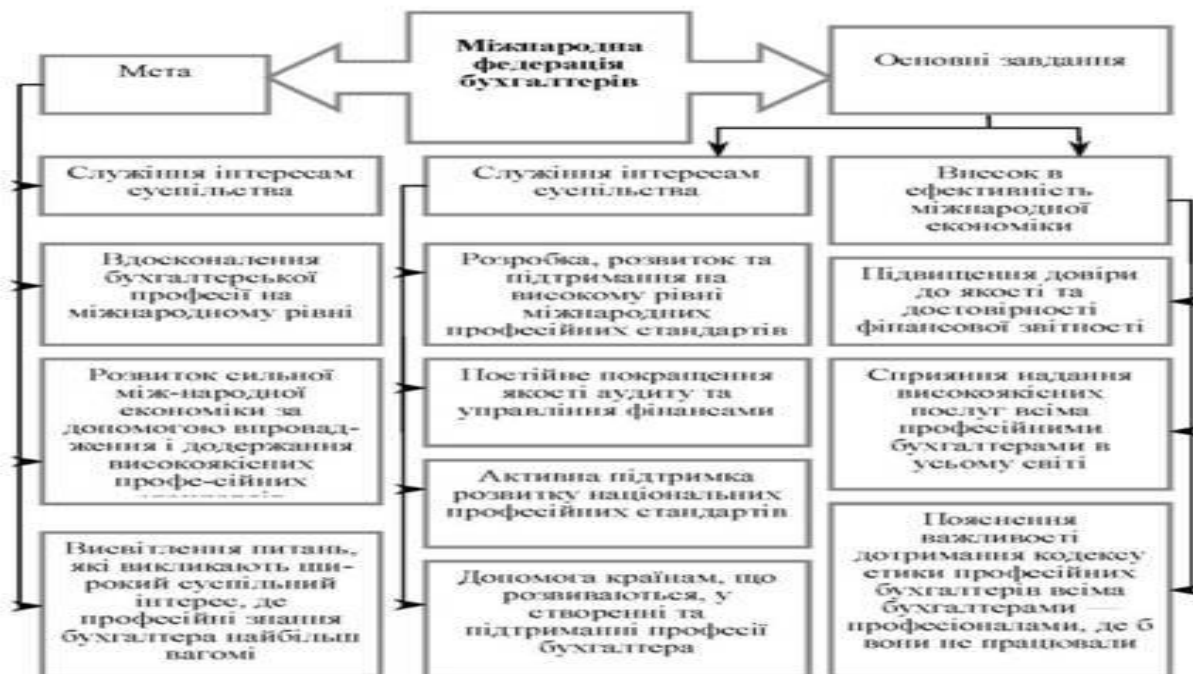 Міжнародна
федерація
бухгалтерів
Мета
Основні завдання
Служіння інтересам
суспільства
Вдосконалення
бухгалтерської
професії на
міжнародному рівні
Розвиток сильної
між-народної
економіки за
допомогою впровад-
ження і додержання
високоякісних
профе-сійних
Висвітлення питань,
які викликають ши-
рокий суспільний
інтерес, де
професійні знання
бухгалтера найбільш
вагомі
Служіння інтересам
суспільства
Розробка, розвиток та
підтримання на
високому рівні
міжнародних
професійних стандартів
Постійне покращення
якості аудиту та
управління фінансами
Активна підтримка
розвитку національних
професійних стандартів
Допомога країнам, що
розвиваються, у
створенні та
підтриманні професії
бухгалтера
Внесок в
ефективність
міжнародної
економіки
Підвищення довіри
до якості та
достовірності
фінансової звітності
Сприяння надання
високоякісних
послуг всіма
професійними
бухгалтерами в
усьому світі
Пояснення
важливості
дотримання кодексу
етики професійних
бухгалтерів всіма
бухгалтерами —
професіоналами, де б
вони не працювали